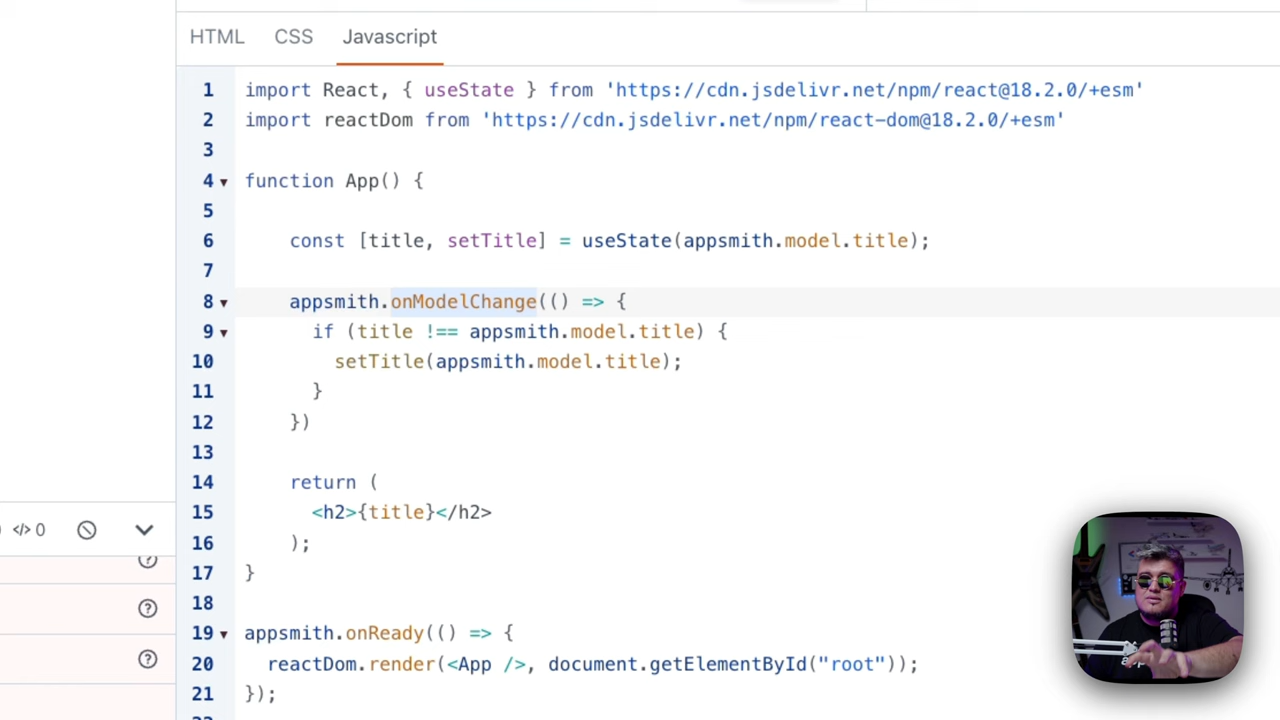 HTML CSS Javascript
1 import React, { useState } from 'https://cdn.jsdelivr.net/npm/react@18.2.0/+esm'
2 import reactDom from 'https://cdn.jsdelivr.net/npm/react-dom@18.2.0/+esm'
3
4 function App() {
5
6 const [title, setTitle] = useState(appsmith.model.title);
7
8 appsmith.onModelChange(() => {
9 if (title !== appsmith.model.title) {
10 setTitle(appsmith.model.title);
11 }
12 })
13
14 return (
15 <h2>{title}</h2>
16 );
17 }
18
19 appsmith.onReady(() => {
20 reactDom.render(<App />, document.getElementById("root"));
21 });
</> 0